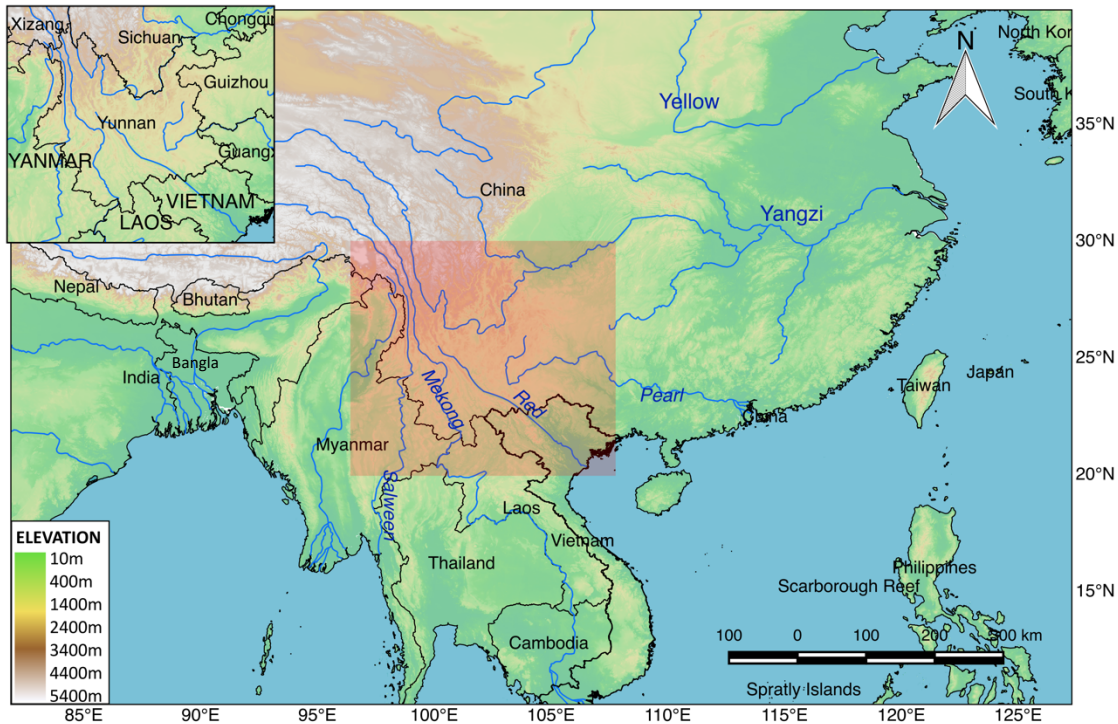 Xizang
Chongqin
Sichuan
Guizhou
Yunnan
YANMAR
Guangx
VIETNAM
LAOS
N
North Kor
South K
Yellow
35°N
China
Yangzi
30°N
Nepal
Bhutan
Bangla
India
25°N
Taiwan
Japan
Mekong
Red
Pearl
China
Myanmar
20°N
Salween
Laos
Vietnam
Thailand
Philippines
Scarborough Reef
15°N
Cambodia
100 0 100 200 300 km
Spratly Islands
ELEVATION
10m
400m
1400m
2400m
3400m
4400m
5400m
85°E 90°E 95°E 100°E 105°E 110°E 115°E 120°E 125°E